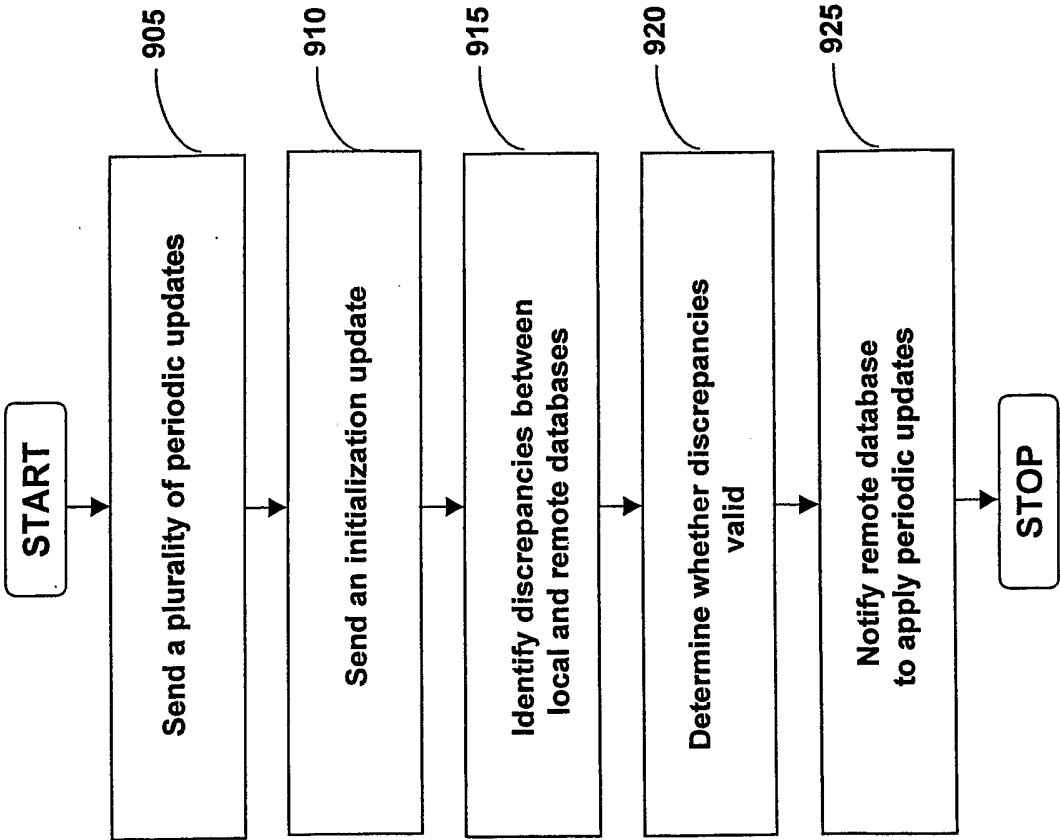 START
905
Send a plurality of periodic updates
910
Send an initialization update
915
Identify discrepancies between
local and remote databases
920
Determine whether discrepancies
valid
925
Notify remote database
to apply periodic updates
STOP